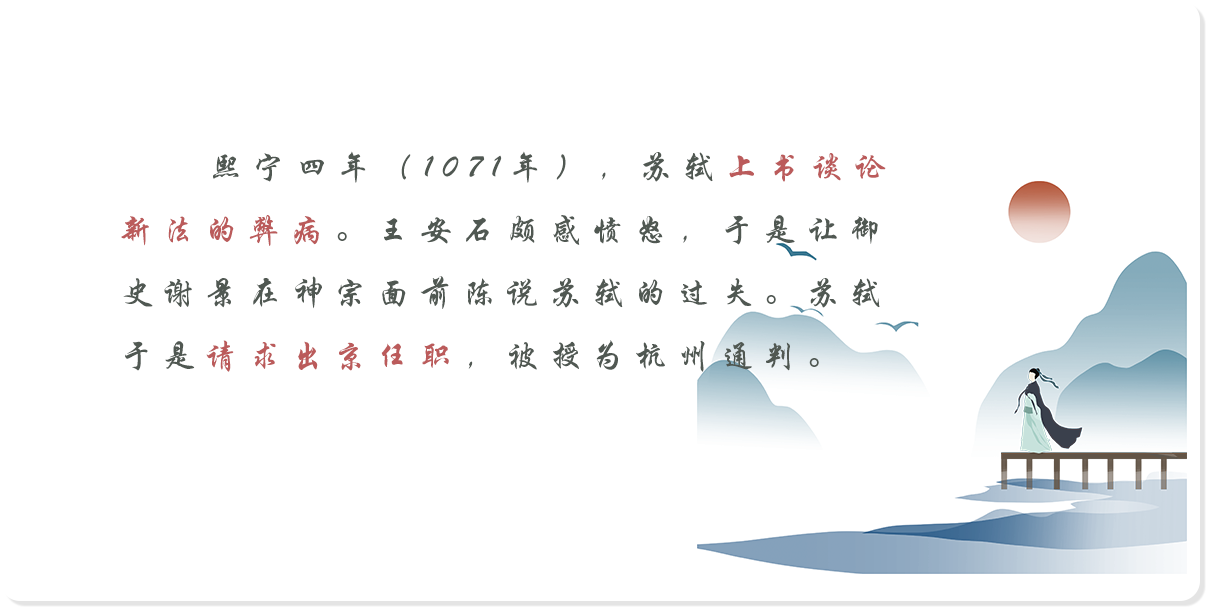 熙宁四年（1071年），苏轼上书谈论
新法的弊病。王安石颇感愤怒，于是让御
史谢景在神宗面前陈说苏轼的过失。苏轼
于是请求出京任职，被授为杭州通判。